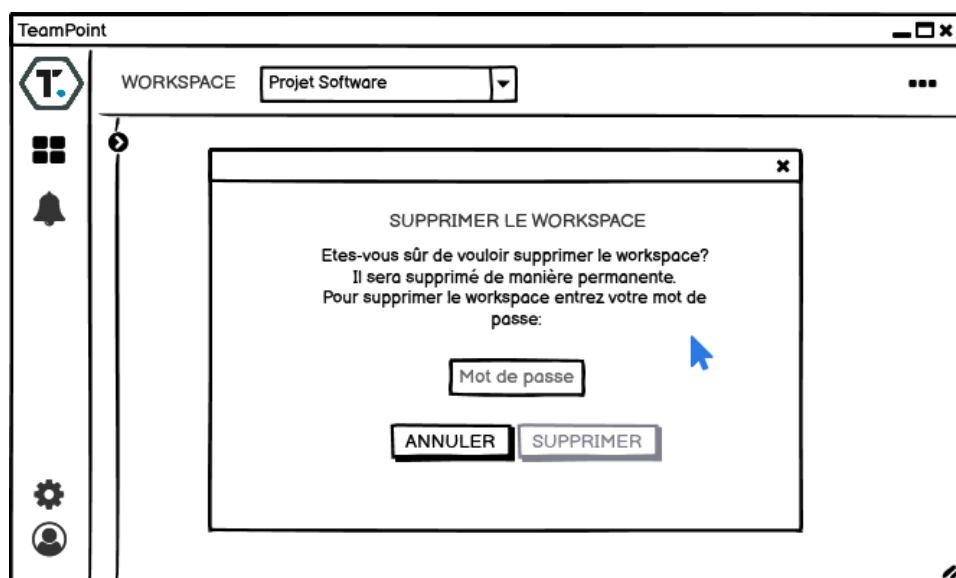 TeamPoint
T.
WORKSPACE
Projet Software
SUPPRIMER LE WORKSPACE
Etes-vous sûr de vouloir supprimer le workspace?
Il sera supprimé de manière permanente.
Pour supprimer le workspace entrez votre mot de
passe:
Mot de passe
ANNULER SUPPRIMER